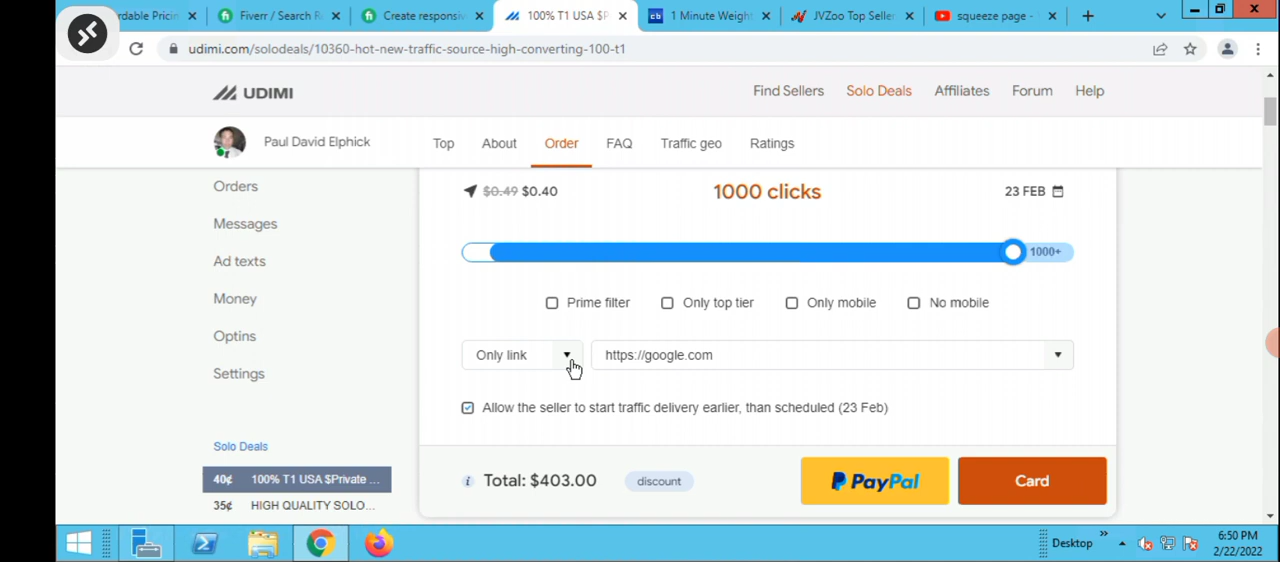 rdable Pricin
Fiverr / Search R
Create responsiv
100% T1 USA $P
1 Minute Weigh
JVZoo Top Selle
squeeze page -
udimi.com/solodeals/10360-hot-new-traffic-source-high-converting-100-t1
UDIMI
Find Sellers
Solo Deals
Affiliates
Forum
Help
Paul David Elphick
Top
About
Order
FAQ
Traffic geo
Ratings
Orders
Messages
Ad texts
Money
Optins
Settings
Solo Deals
40¢ 100% T1 USA $Private ...
35¢ HIGH QUALITY SOLO...
$0.49 $0.40
1000 clicks
23 FEB
1000+
Prime filter
Only top tier
Only mobile
No mobile
Only link
https://google.com
Allow the seller to start traffic delivery earlier, than scheduled (23 Feb)
Total: $403.00
discount
PayPal
Card
Desktop
6:50 PM
2/22/2022